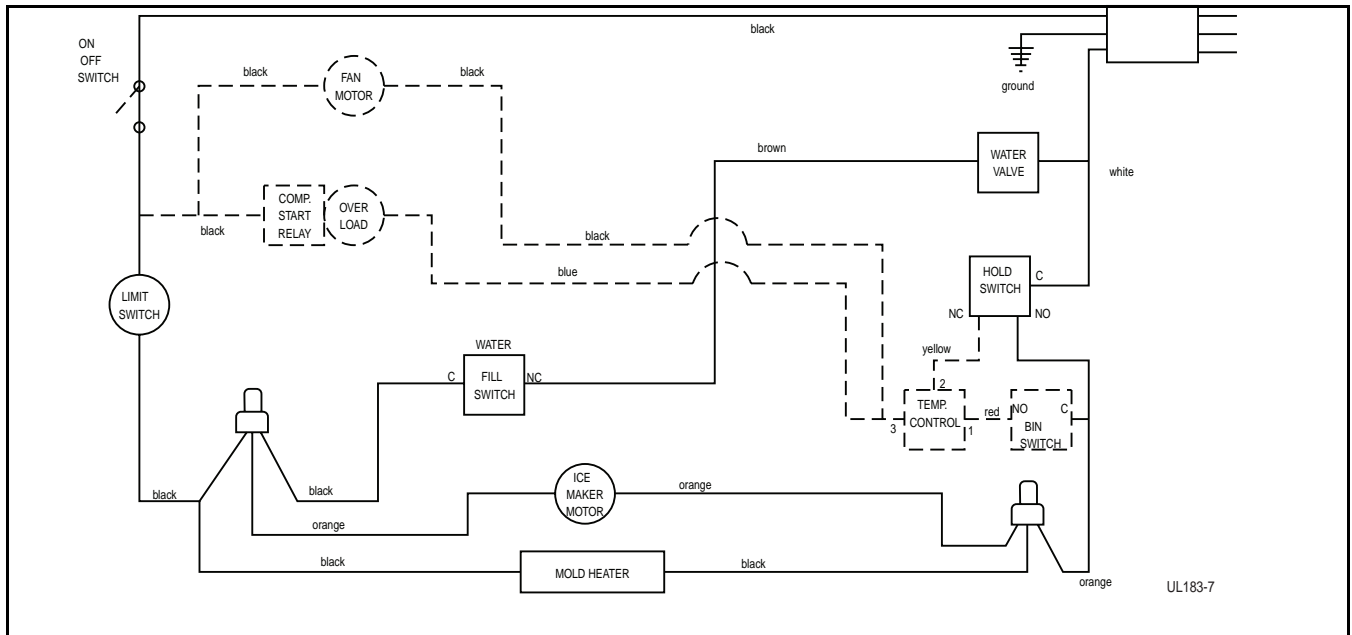 black
ON
OFF
SWITCH
black
FAN
MOTOR
black
ground
brown
WATER
VALVE
white
COMP.
START
RELAY
OVER
LOAD
black
black
blue
HOLD
SWITCH
C
NC
NO
LIMIT
SWITCH
WATER
C
FILL
SWITCH
NC
yellow
2
TEMP.
CONTROL
3
1
red
NO
C
BIN
SWITCH
black
black
orange
ICE
MAKER
MOTOR
orange
black
MOLD HEATER
black
orange
UL183-7